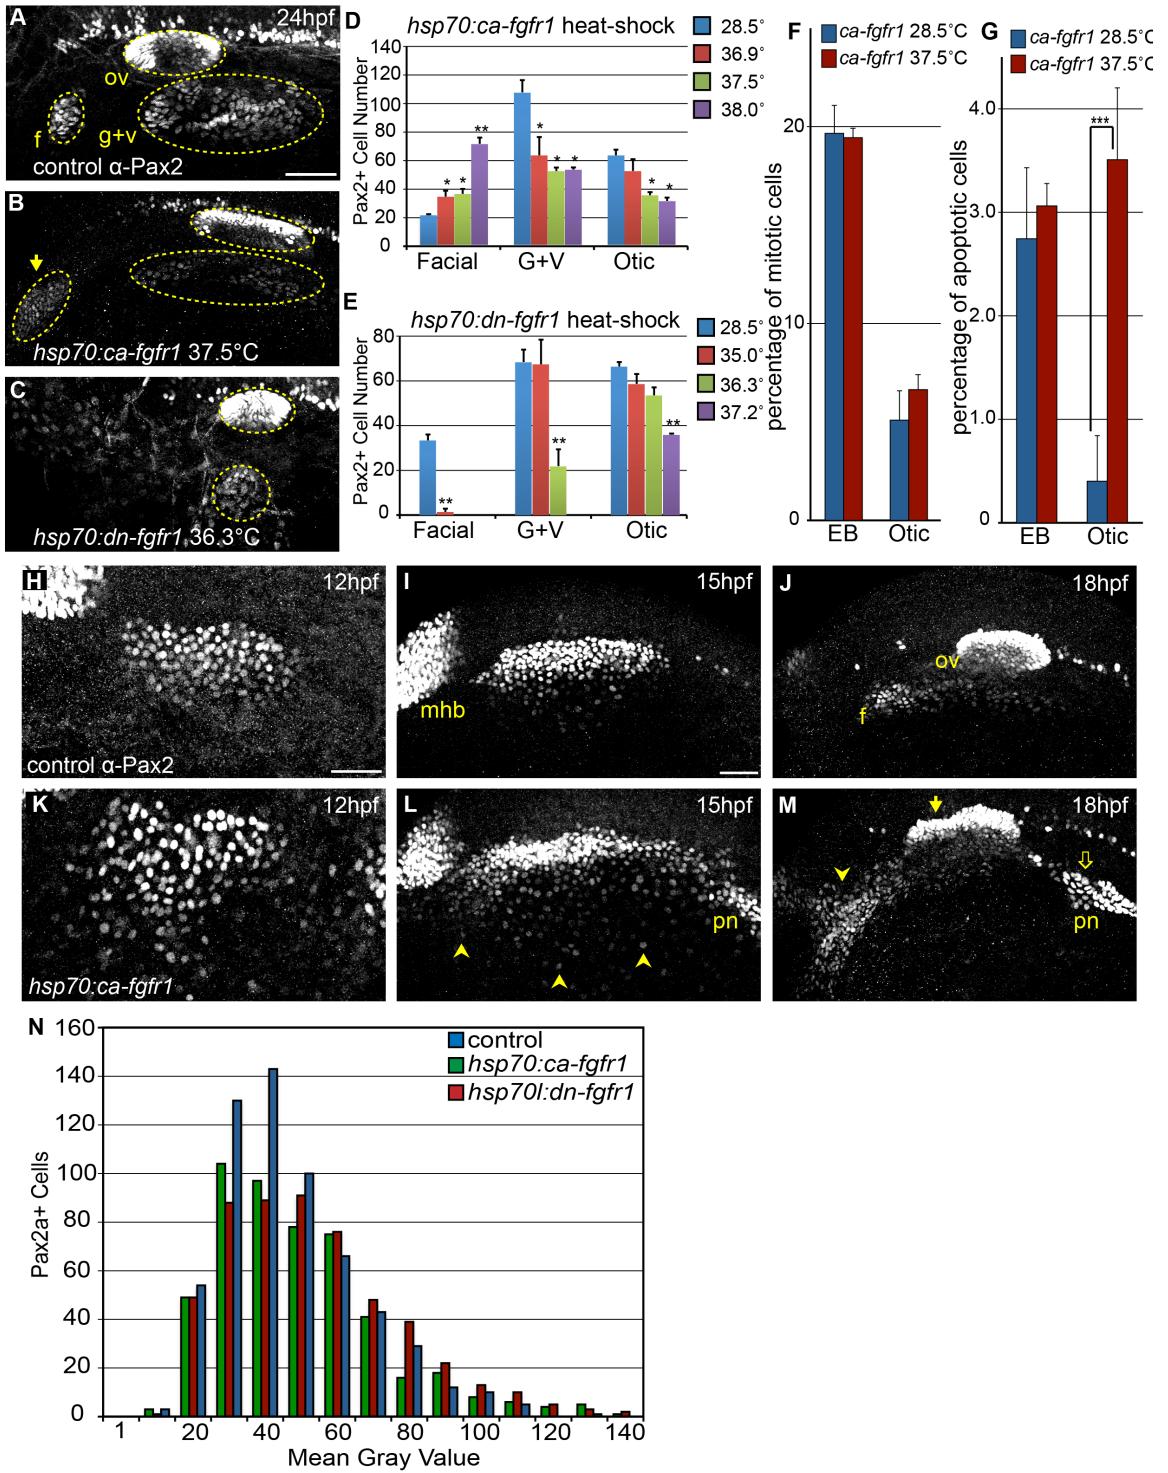 A
24hpf
ov
f
g+v
control α-Pax2
B
hsp70:ca-fgfr1 37.5°C
C
hsp70:dn-fgfr1 36.3°C
D
hsp70:ca-fgfr1 heat-shock
28.5°
36.9°
37.5°
38.0°
Pax2+ Cell Number
140
120
100
80
60
40
20
0
** 
* *
*
* *
* *
Facial G+V Otic
E
hsp70:dn-fgfr1 heat-shock
28.5°
35.0°
36.3°
37.2°
Pax2+ Cell Number
80
60
40
20
0
**
**
**
Facial G+V Otic
F
ca-fgfr1 28.5°C
ca-fgfr1 37.5°C
percentage of mitotic cells
20
10
0
EB Otic
G
ca-fgfr1 28.5°C
ca-fgfr1 37.5°C
percentage of apoptotic cells
4.0
3.0
2.0
1.0
0
***
EB Otic
H
12hpf
control α-Pax2
I
15hpf
mhb
J
18hpf
ov
f
K
12hpf
hsp70:ca-fgfr1
L
15hpf
pn
M
18hpf
pn
N
control
hsp70:ca-fgfr1
hsp70l:dn-fgfr1
Pax2a+ Cells
160
140
120
100
80
60
40
20
0
1 20 40 60 80 100 120 140
Mean Gray Value